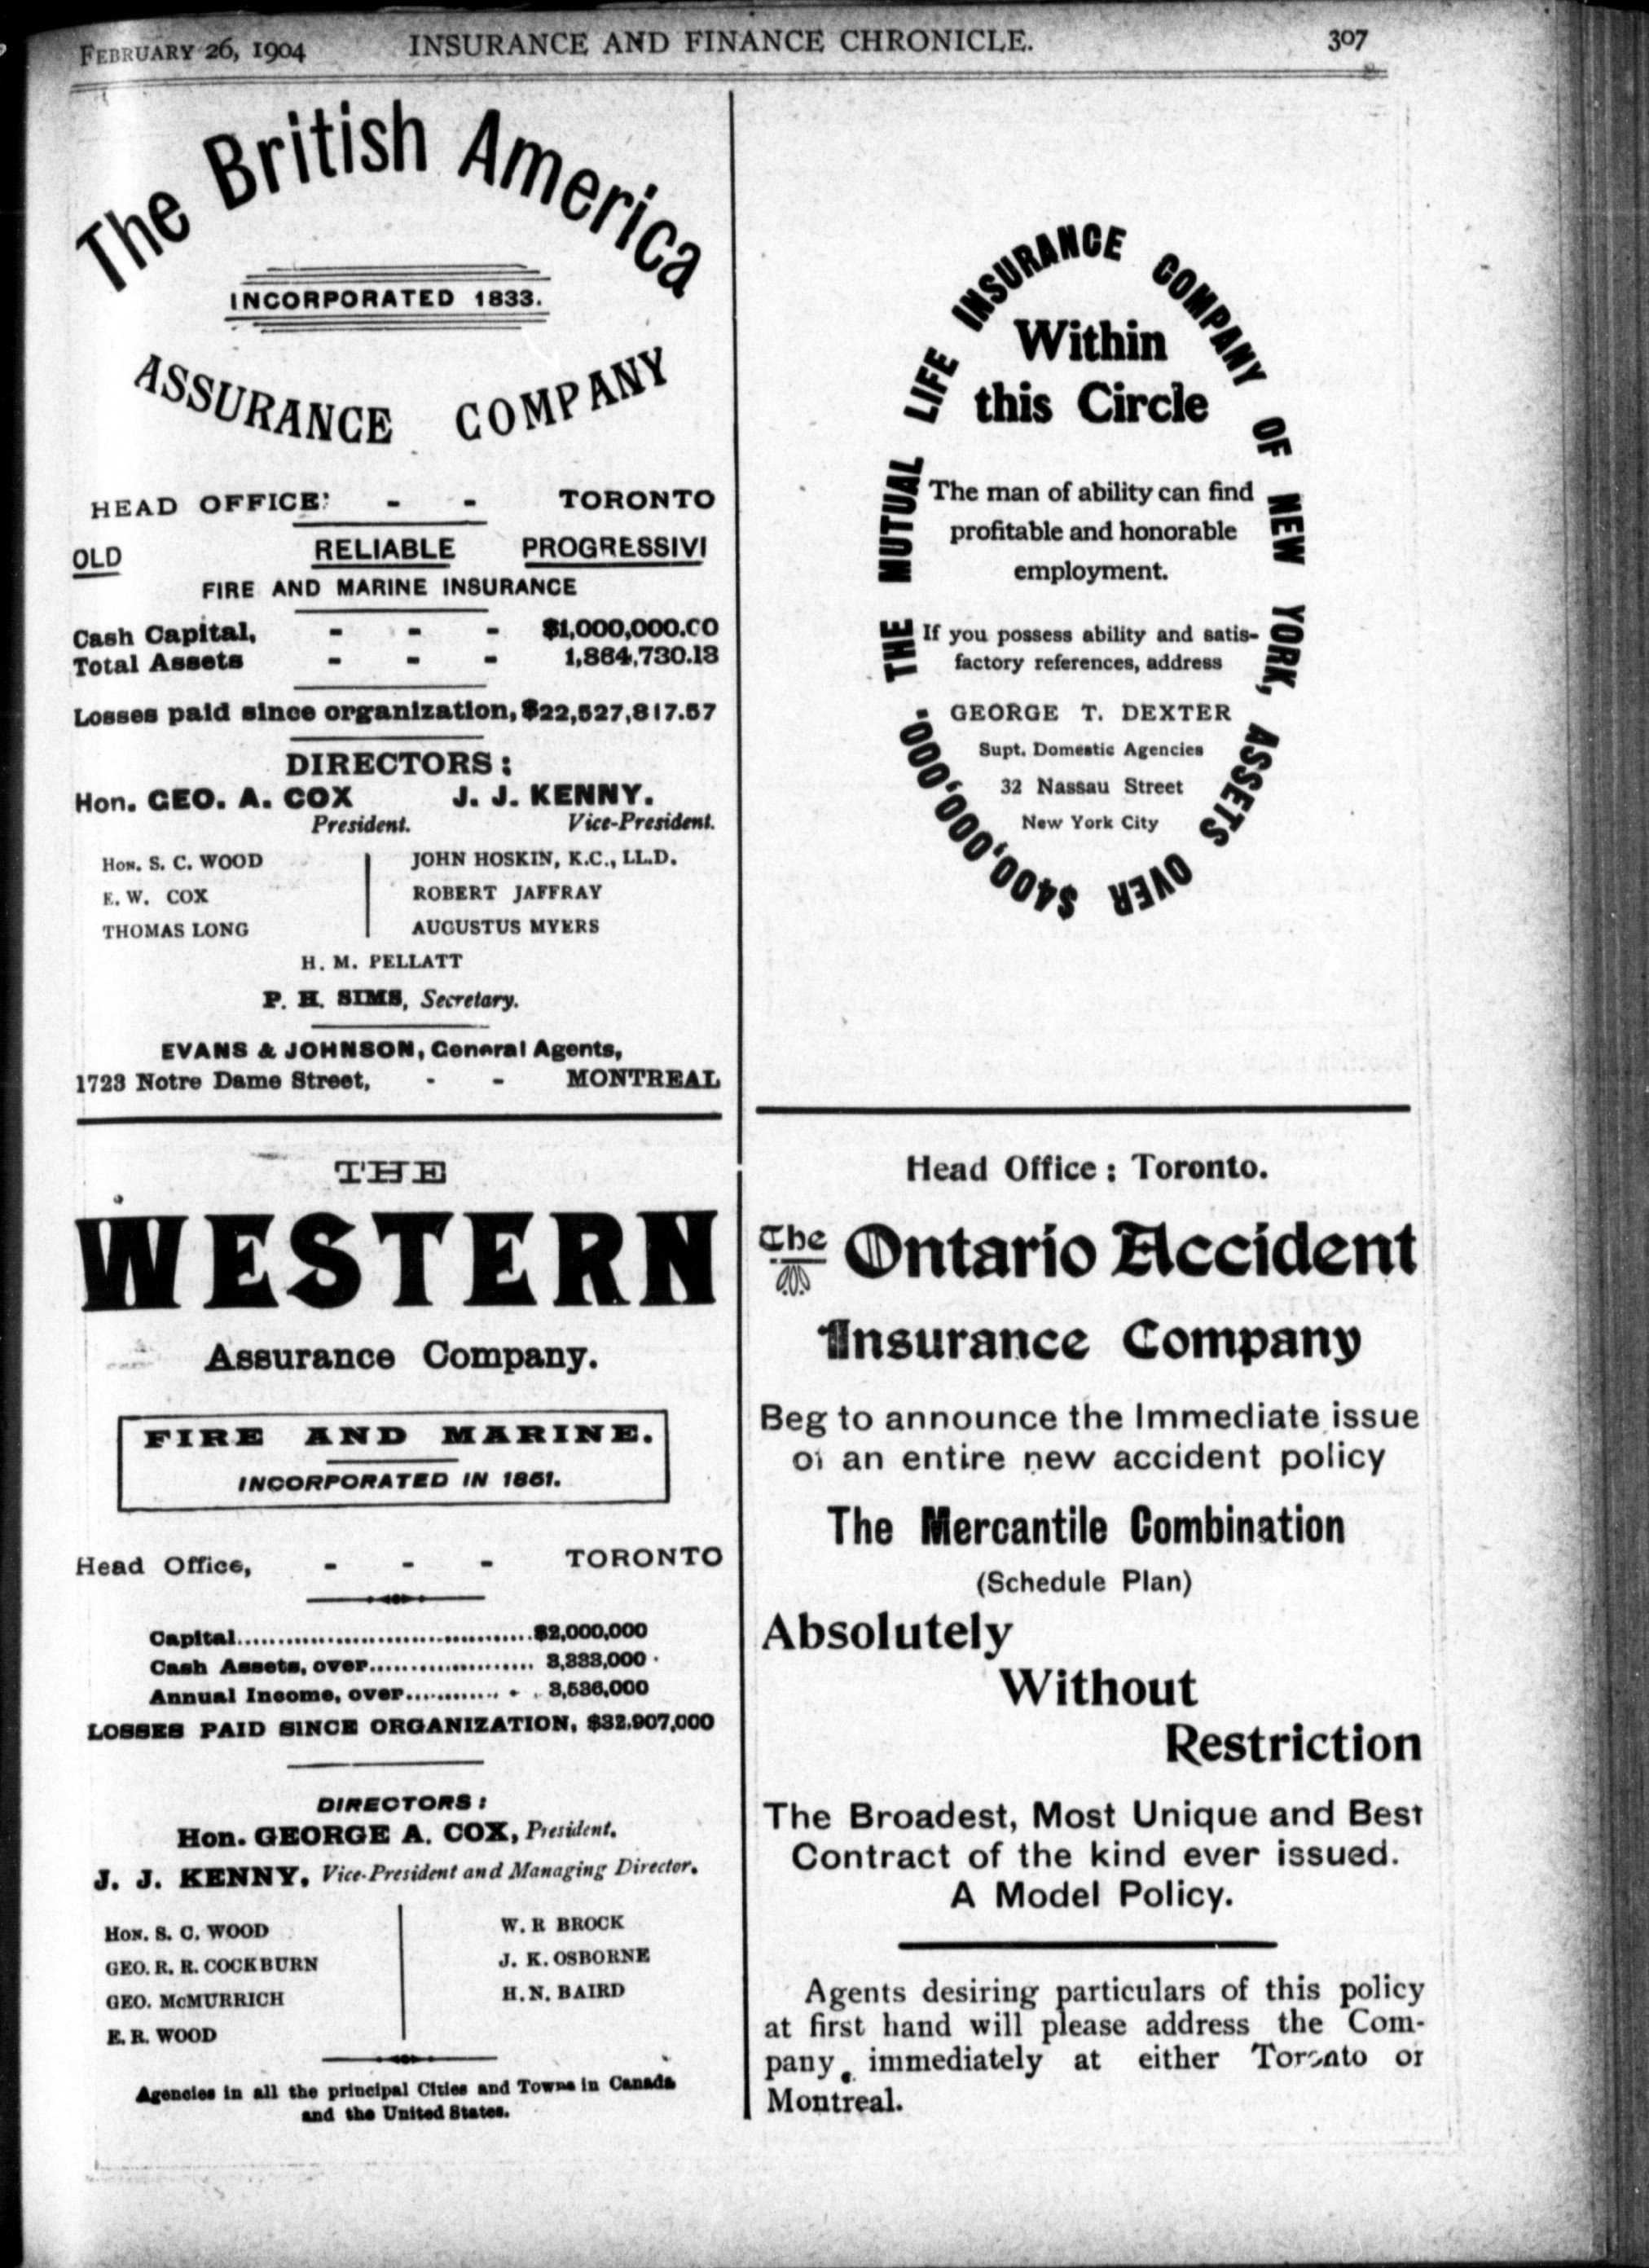 FEBRUARY 26, 1904 INSURANCE AND FINANCE CHRONICLE. 307
The British America
INCORPORATED 1833.
ASSURANCE COMPANY
HEAD OFFICE: - - TORONTO
OLD RELIABLE PROGRESSIVE
FIRE AND MARINE INSURANCE
Cash Capital, - - - $1,000,000.00
Total Assets - - - 1,864,730.13
Losses paid since organization, $22,527,817.57
DIRECTORS:
Hon. GEO. A. COX J. J. KENNY.
President. Vice-President.
HON. S. C. WOOD JOHN HOSKIN, K.C., LL.D.
E. W. COX ROBERT JAFFRAY
THOMAS LONG AUGUSTUS MYERS
H. M. PELLATT
P. H. SIMS, Secretary.
EVANS & JOHNSON, General Agents,
1723 Notre Dame Street, - - MONTREAL
THE
WESTERN
Assurance Company.
FIRE AND MARINE.
INCORPORATED IN 1851.
Head Office, - - - TORONTO
Capital....................................$2,000,000
Cash Assets, over.................... 3,333,000
Annual Income, over............ 3,536,000
LOSSES PAID SINCE ORGANIZATION, $32,907,000
DIRECTORS:
Hon. GEORGE A. COX, President.
J. J. KENNY, Vice-President and Managing Director.
HON. S. C. WOOD W. R BROCK
GEO. R. R. COCKBURN J. K. OSBORNE
GEO. McMURRICH H. N. BAIRD
E. R. WOOD
Agencies in all the principal Cities and Towns in Canada
and the United States.
THE MUTUAL LIFE INSURANCE COMPANY OF NEW YORK, ASSETS OVER $400,000,000.
Within
this Circle
The man of ability can find
profitable and honorable
employment.
If you possess ability and satis-
factory references, address
GEORGE T. DEXTER
Supt. Domestic Agencies
32 Nassau Street
New York City
Head Office: Toronto.
The Ontario Accident
Insurance Company
Beg to announce the Immediate issue
of an entire new accident policy
The Mercantile Combination
(Schedule Plan)
Absolutely
Without
Restriction
The Broadest, Most Unique and Best
Contract of the kind ever issued.
A Model Policy.
Agents desiring particulars of this policy
at first hand will please address the Com-
pany, immediately at either Toronto or
Montreal.